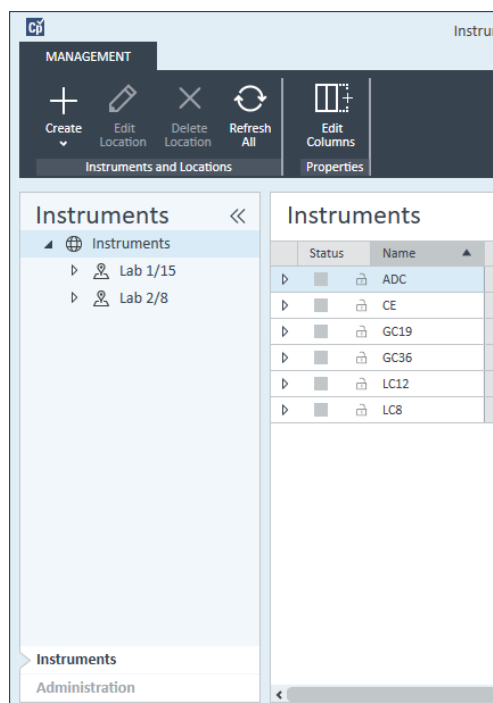 Cp
Instru
MANAGEMENT
Create
Edit
Location
Delete
Location
Refresh
All
Edit
Columns
Instruments and Locations
Properties
Instruments
Instruments
Lab 1/15
Lab 2/8
Instruments
Administration
Instruments
Status
Name
ADC
CE
GC19
GC36
LC12
LC8